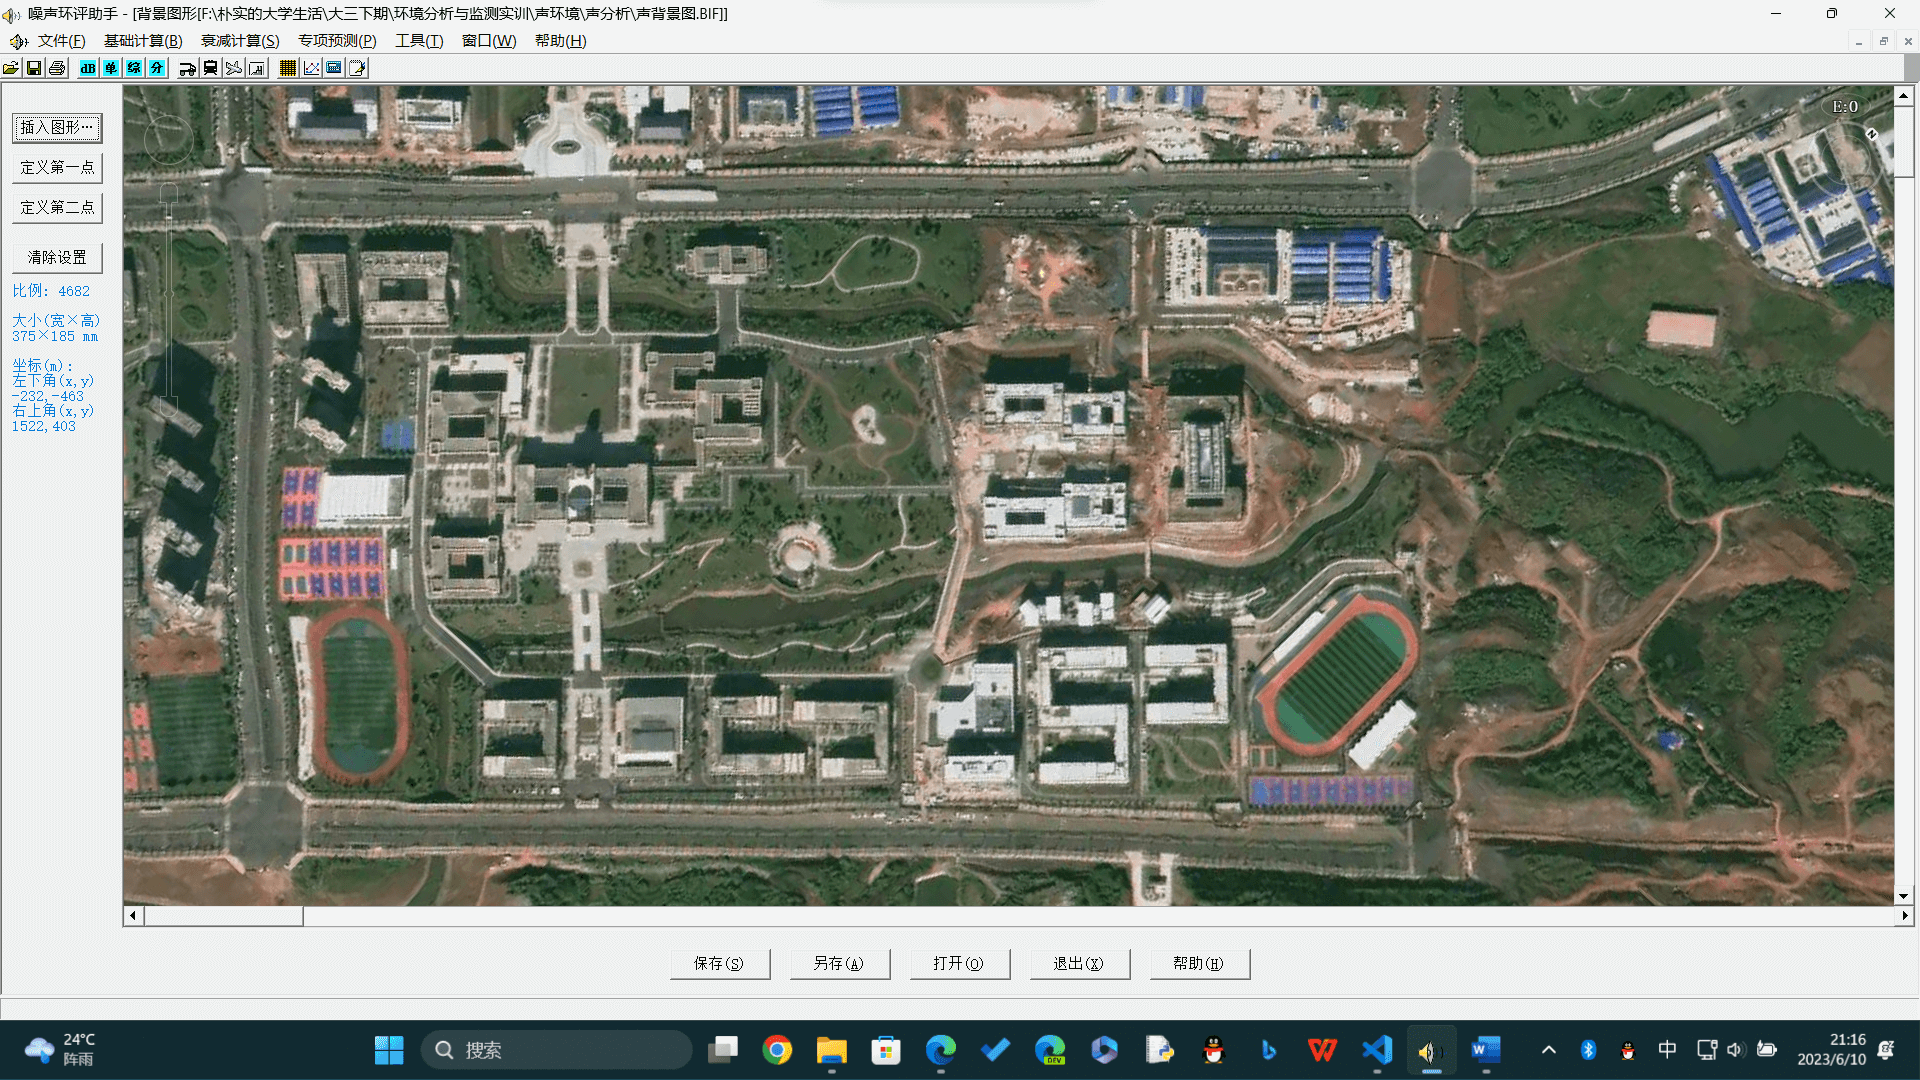 噪声环评助手 - [背景图形[F:\朴实的大学生活\大三下期\环境分析与监测实训\声环境\声分析\声背景图.BIF]]
文件(F) 基础计算(B) 衰减计算(S) 专项预测(P) 工具(T) 窗口(W) 帮助(H)
dB 单 综 分
插入图形…
定义第一点
定义第二点
清除设置
比例: 4682
大小(宽×高)
375×185 mm
坐标(m):
左下角(x,y)
-232,-463
右上角(x,y)
1522,403
E:0
N
保存(S) 另存(A) 打开(O) 退出(X) 帮助(H)
24°C
阵雨
搜索
DEV
中
21:16
2023/6/10